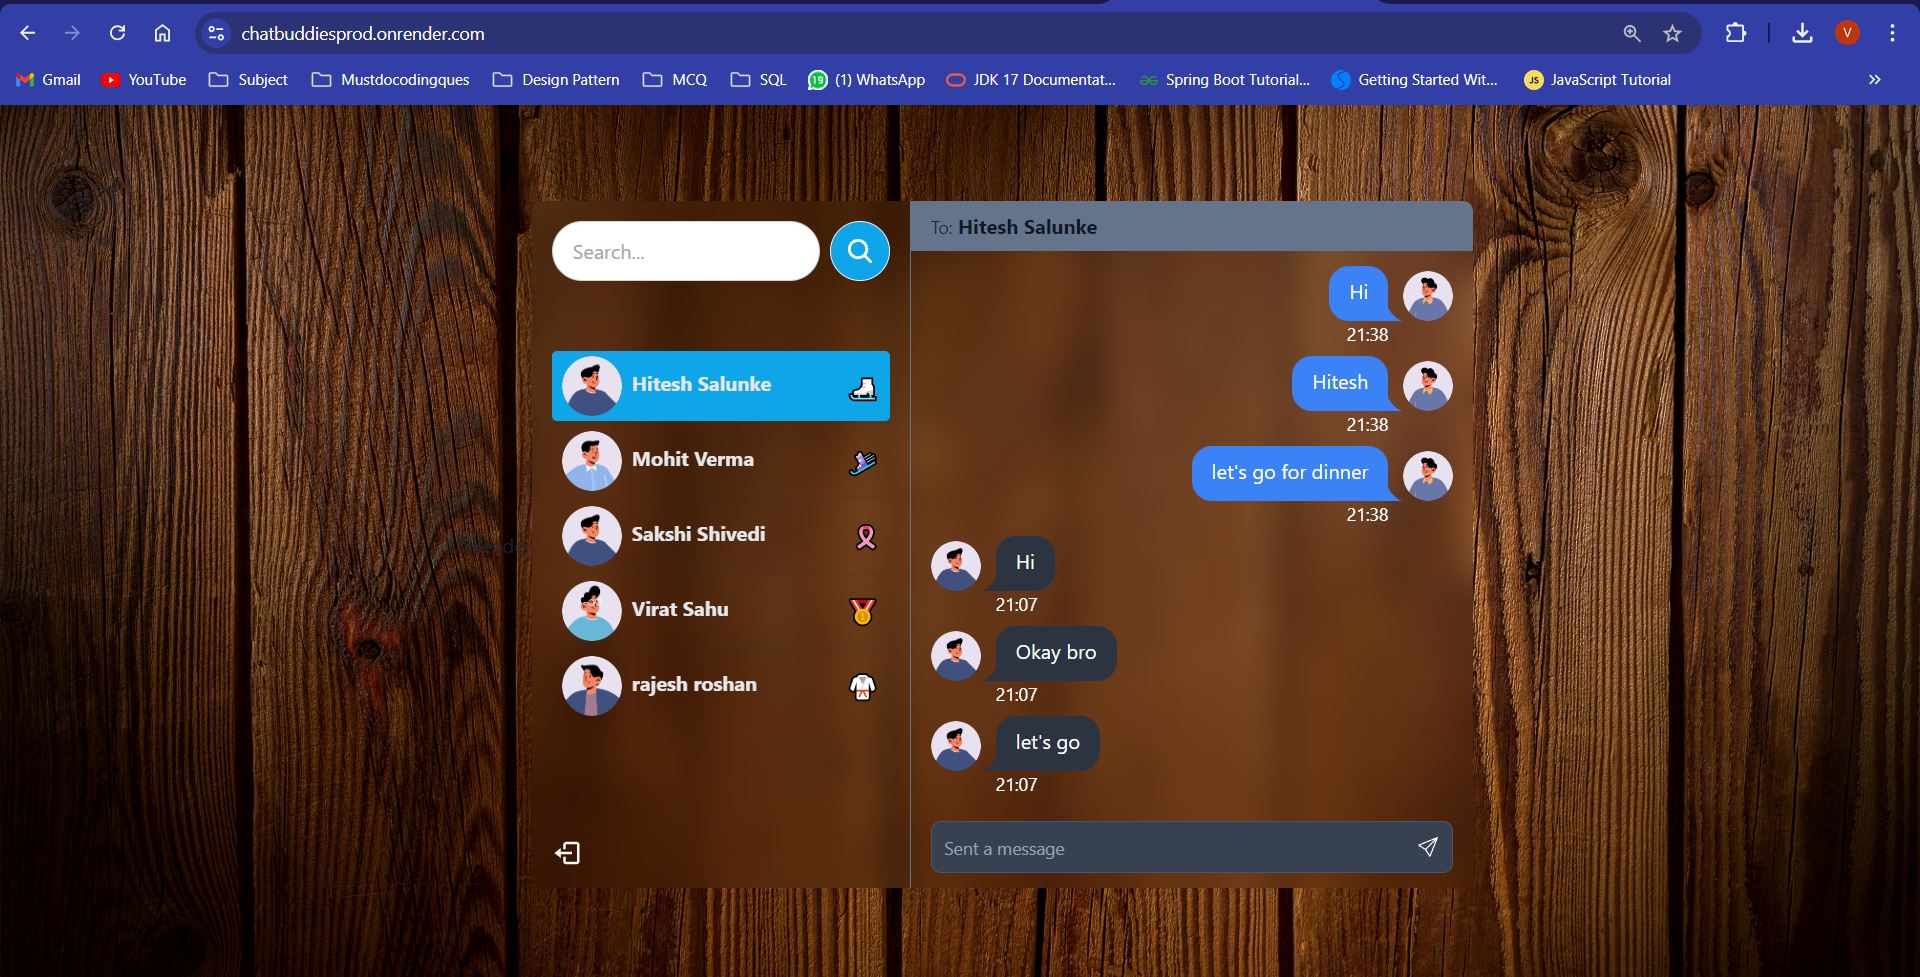 chatbuddiesprod.onrender.com
V
Gmail
YouTube
Subject
Mustdocodingques
Design Pattern
MCQ
SQL
19
(1) WhatsApp
JDK 17 Documentat...
Spring Boot Tutorial...
Getting Started Wit...
JS
JavaScript Tutorial
Search...
Hitesh Salunke
Mohit Verma
Sakshi Shivedi
Virat Sahu
rajesh roshan
To: Hitesh Salunke
Hi
21:38
Hitesh
21:38
let's go for dinner
21:38
Hi
21:07
Okay bro
21:07
let's go
21:07
Sent a message